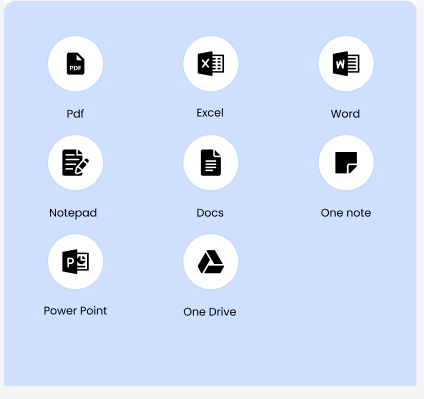 PDF
Pdf
X
Excel
W
Word
Notepad
Docs
One note
P
Power Point
One Drive